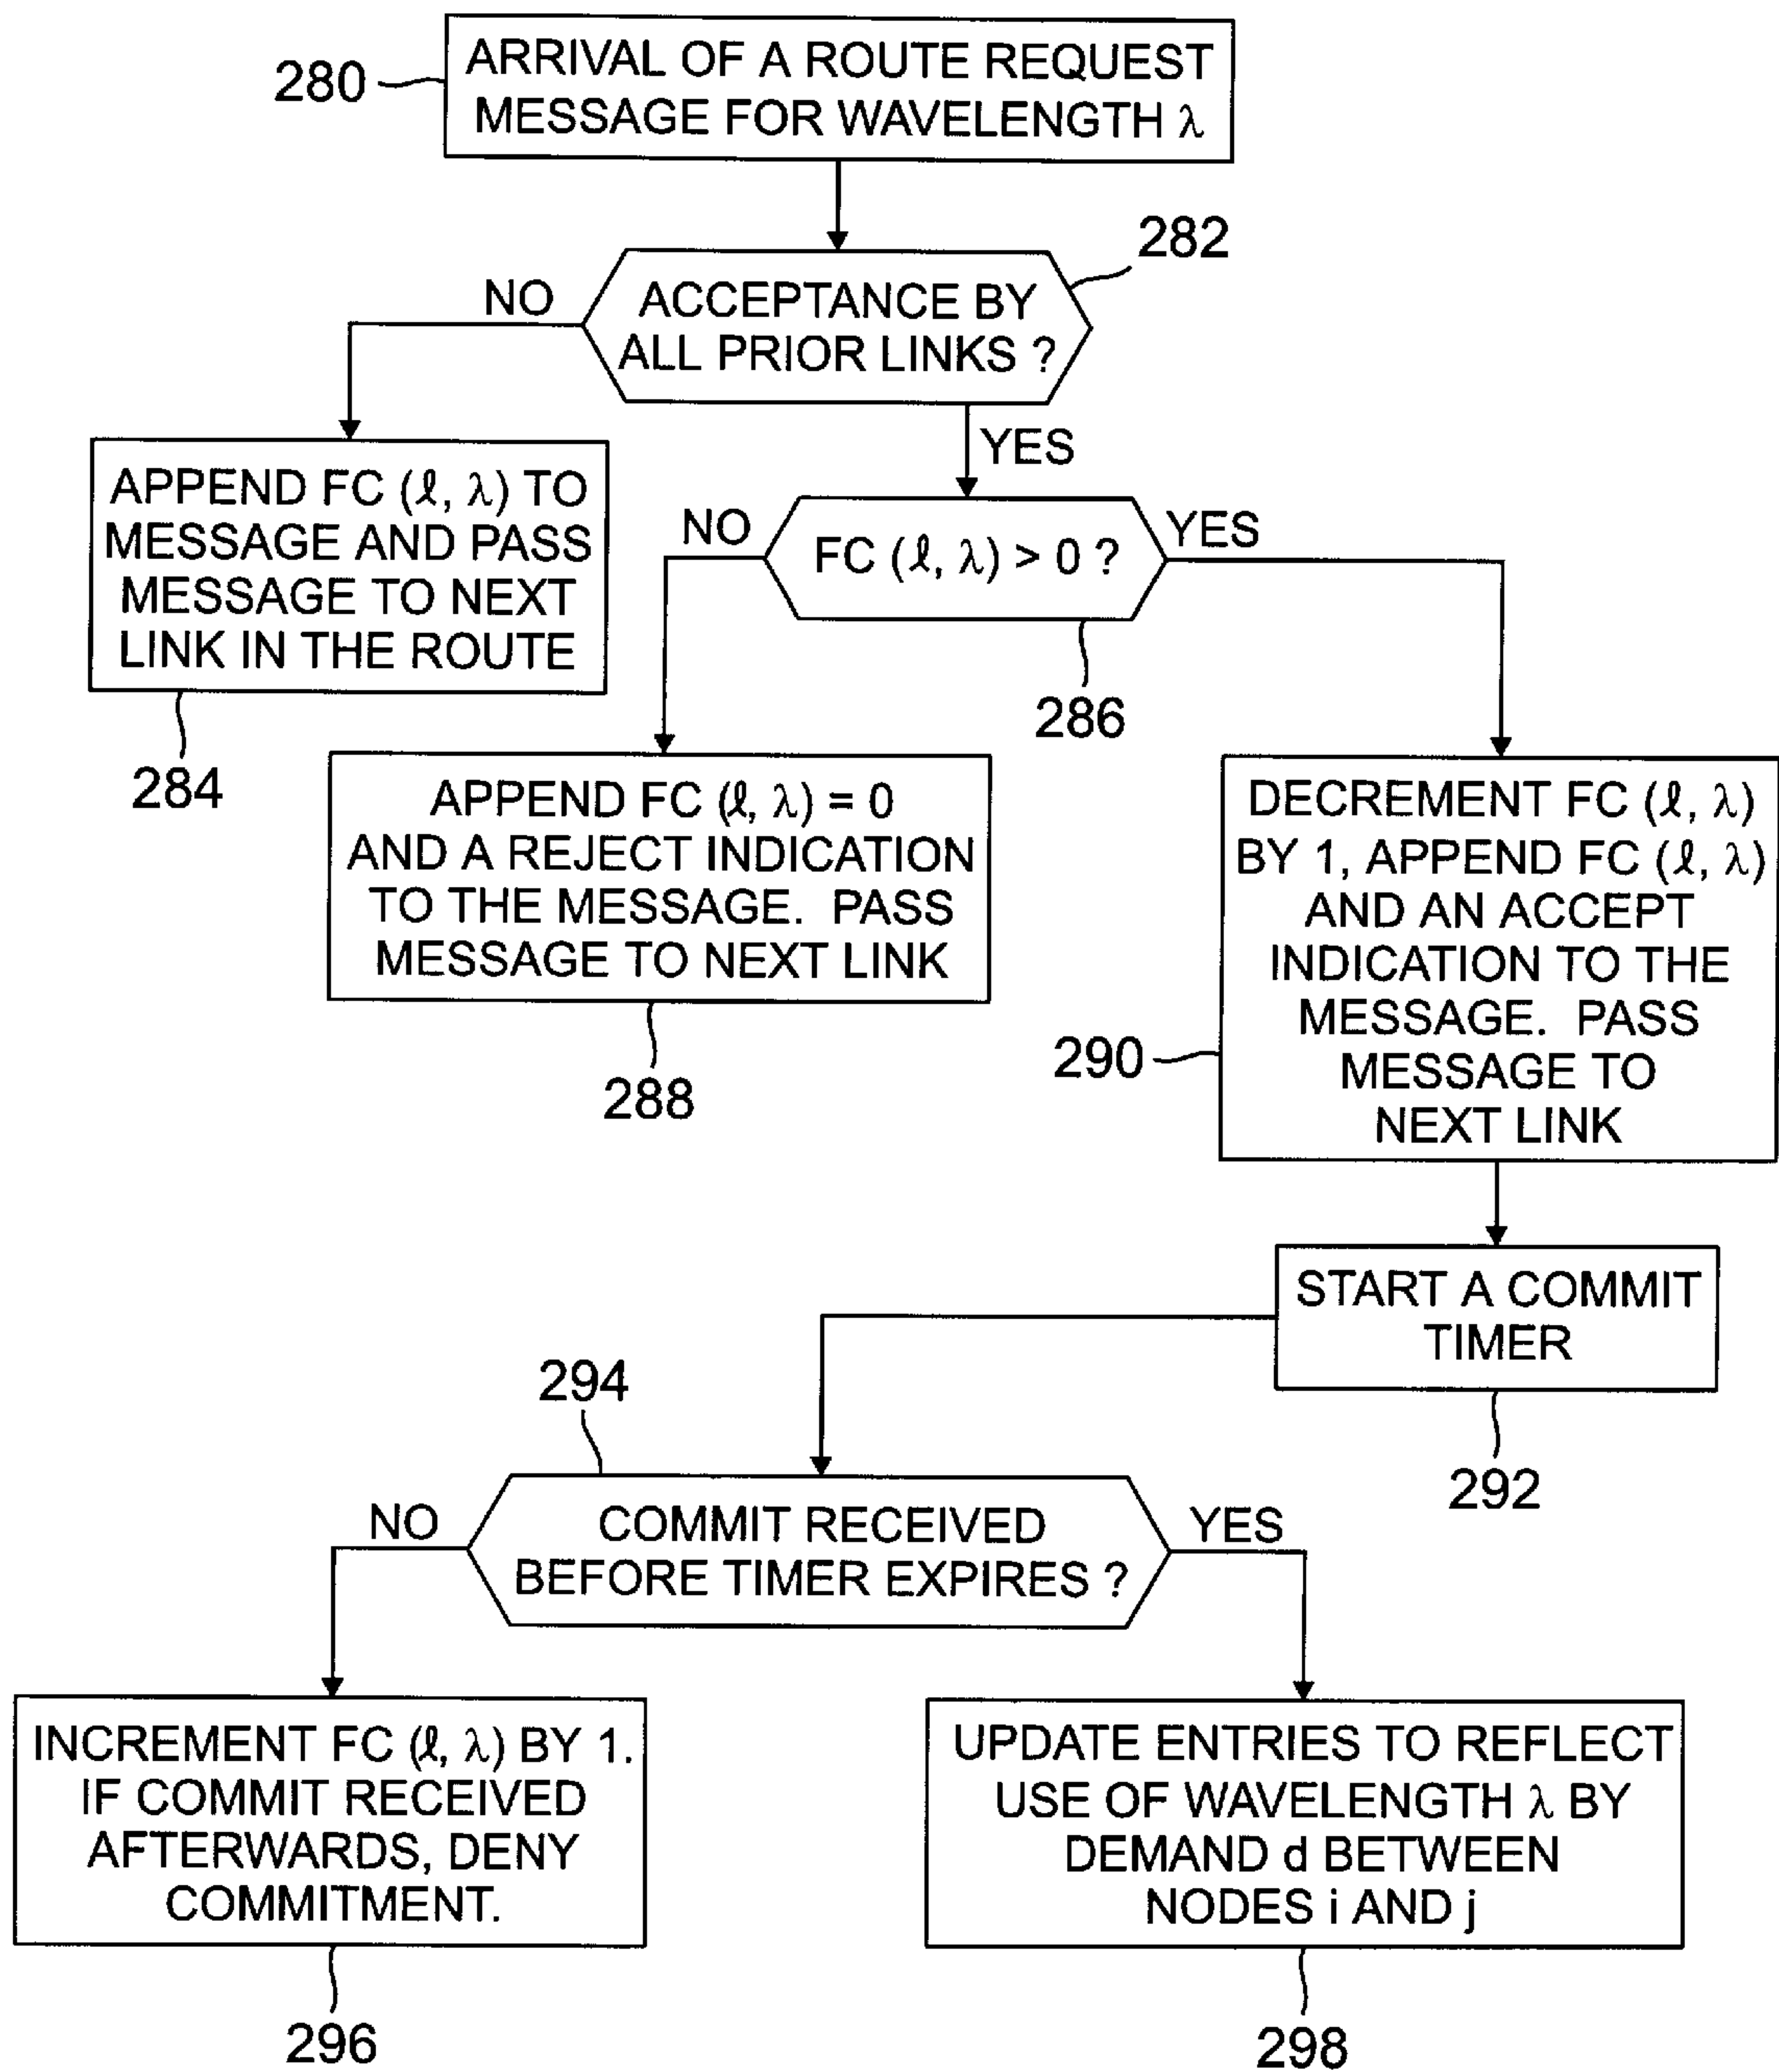 280
ARRIVAL OF A ROUTE REQUEST
MESSAGE FOR WAVELENGTH λ
282
ACCEPTANCE BY
ALL PRIOR LINKS ?
NO
YES
APPEND FC (ℓ, λ) TO
MESSAGE AND PASS
MESSAGE TO NEXT
LINK IN THE ROUTE
284
FC (ℓ, λ) > 0 ?
NO
YES
286
APPEND FC (ℓ, λ) = 0
AND A REJECT INDICATION
TO THE MESSAGE. PASS
MESSAGE TO NEXT LINK
288
DECREMENT FC (ℓ, λ)
BY 1, APPEND FC (ℓ, λ)
AND AN ACCEPT
INDICATION TO THE
MESSAGE. PASS
MESSAGE TO
NEXT LINK
290
START A COMMIT
TIMER
292
294
COMMIT RECEIVED
BEFORE TIMER EXPIRES ?
NO
YES
INCREMENT FC (ℓ, λ) BY 1.
IF COMMIT RECEIVED
AFTERWARDS, DENY
COMMITMENT.
296
UPDATE ENTRIES TO REFLECT
USE OF WAVELENGTH λ BY
DEMAND d BETWEEN
NODES i AND j
298